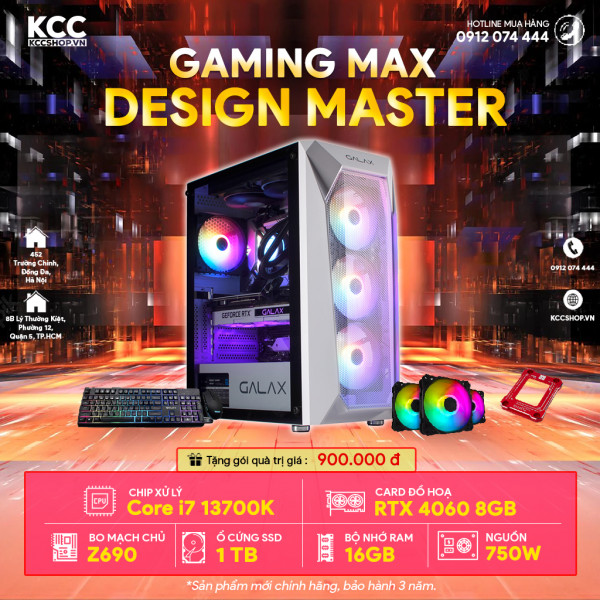 KCC
KCCSHOP.VN
HOTLINE MUA HÀNG
0912 074 444
GAMING MAX
DESIGN MASTER
GALAX
GEFORCE RTX
GALAX
GALAX
452
Trường Chinh,
Đống Đa,
Hà Nội
8B Lý Thường Kiệt,
Phường 12,
Quận 5, TP.HCM
0912 074 444
KCCSHOP.VN
Tặng gói quà trị giá : 900.000 đ
CPU
CHIP XỬ LÝ
Core i7 13700K
CARD ĐỒ HOẠ
RTX 4060 8GB
BO MẠCH CHỦ
Z690
Ổ CỨNG SSD
1 TB
BỘ NHỚ RAM
16GB
NGUỒN
750W
*Sản phẩm mới chính hãng, bảo hành 3 năm.